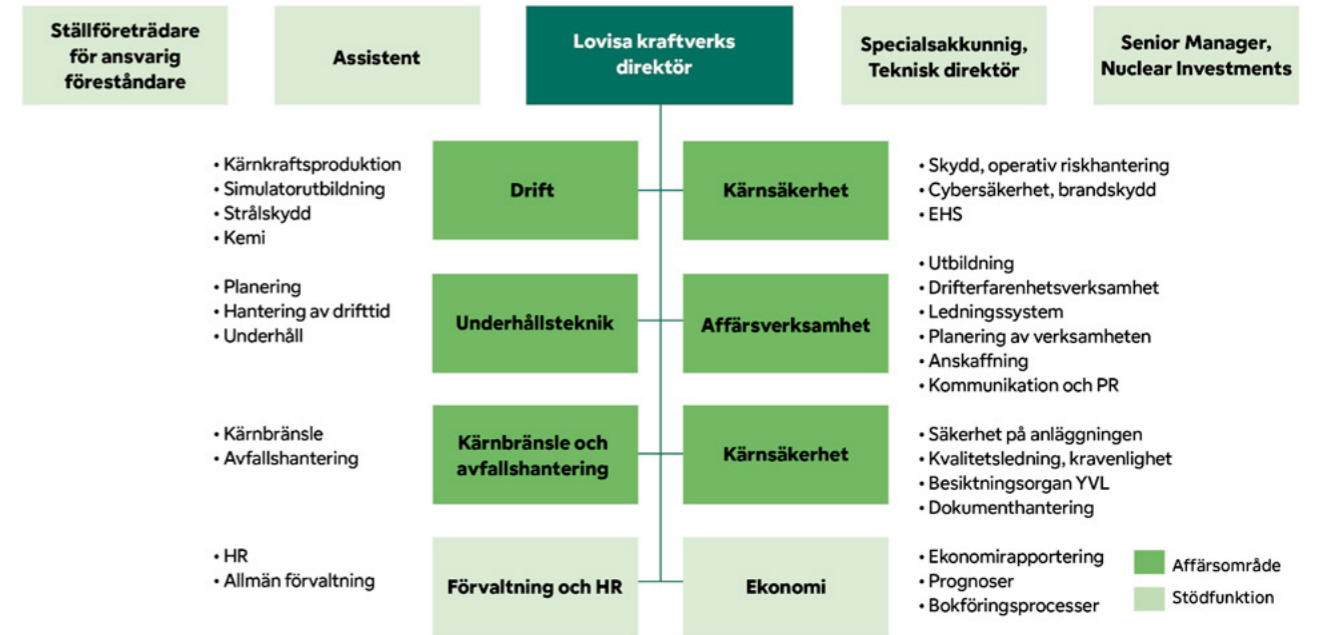 Ställföreträdare
för ansvarig
föreståndare
Assistent
Lovisa kraftverks
direktör
Specialsakkunnig,
Teknisk direktör
Senior Manager,
Nuclear Investments
• Kärnkraftsproduktion
• Simulatorutbildning
• Strålskydd
• Kemi
Drift
Kärnsäkerhet
• Skydd, operativ riskhantering
• Cybersäkerhet, brandskydd
• EHS
• Planering
• Hantering av drifttid
• Underhåll
Underhållsteknik
Affärsverksamhet
• Utbildning
• Drifterfarenhetsverksamhet
• Ledningssystem
• Planering av verksamheten
• Anskaffning
• Kommunikation och PR
• Kärnbränsle
• Avfallshantering
Kärnbränsle och
avfallshantering
Kärnsäkerhet
• Säkerhet på anläggningen
• Kvalitetsledning, kravenlighet
• Besiktningsorgan YVL
• Dokumenthantering
• HR
• Allmän förvaltning
Förvaltning och HR
Ekonomi
• Ekonomirapportering
• Prognoser
• Bokföringsprocesser
Affärsområde
Stödfunktion